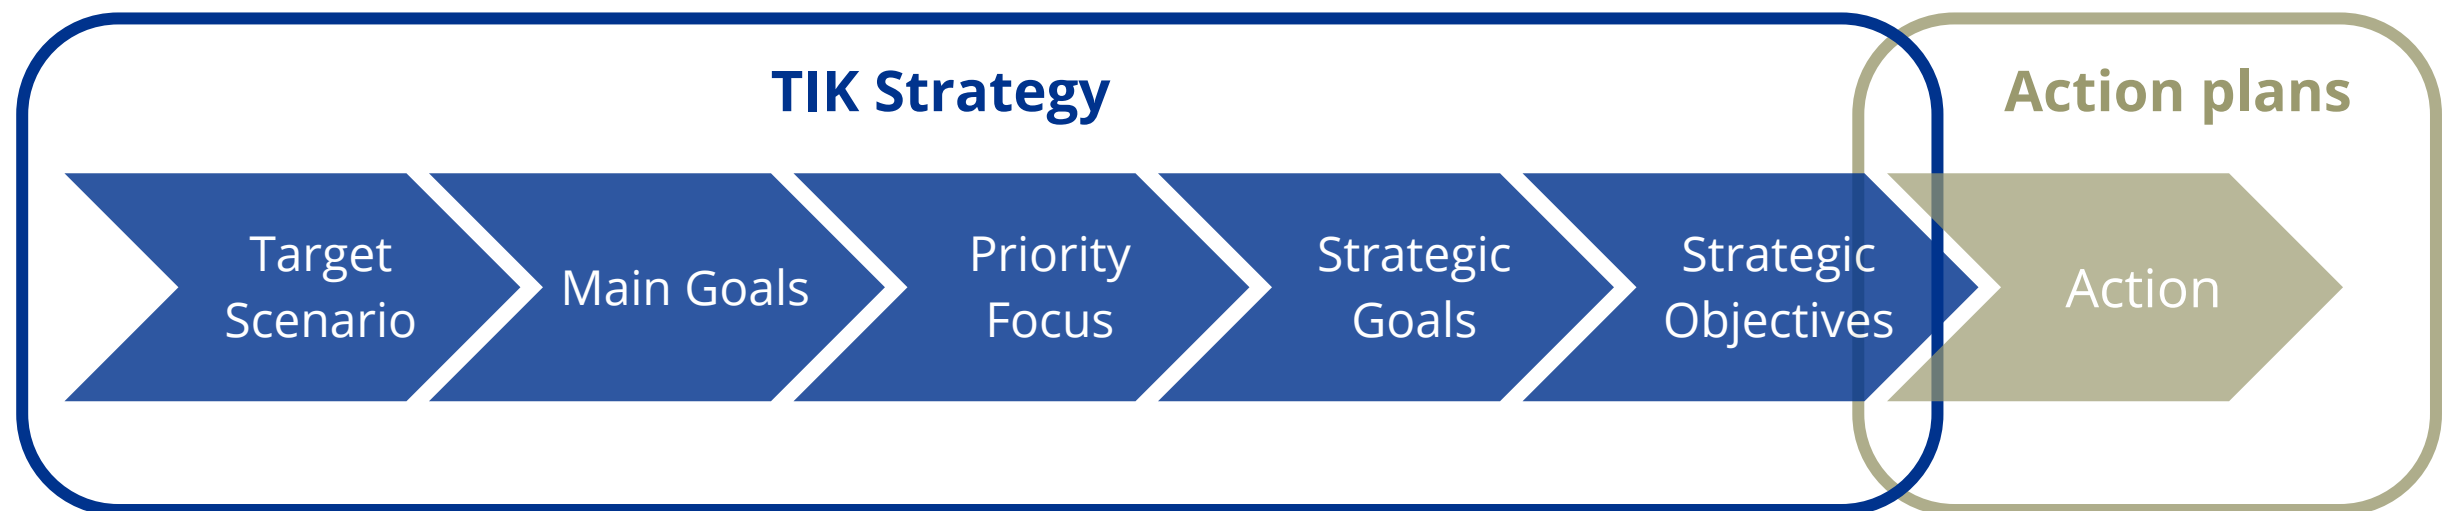 TIK Strategy
Action plans
Target
Scenario
Main Goals
Priority
Focus
Strategic
Goals
Strategic
Objectives
Action